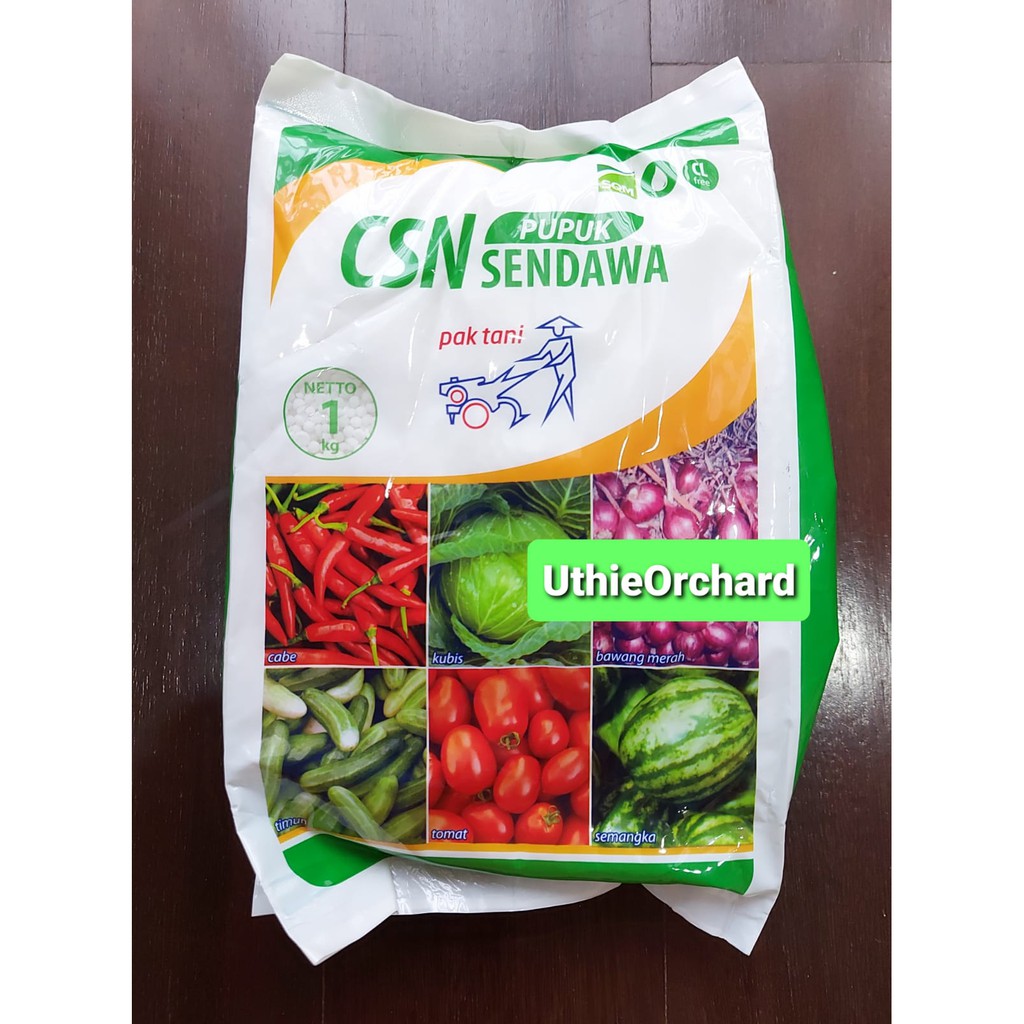 SQM
CL
free
CSN
PUPUK
SENDAWA
pak tani
NETTO
1
kg
UthieOrchard
cabe
kubis
bawang merah
timun
tomat
semangka